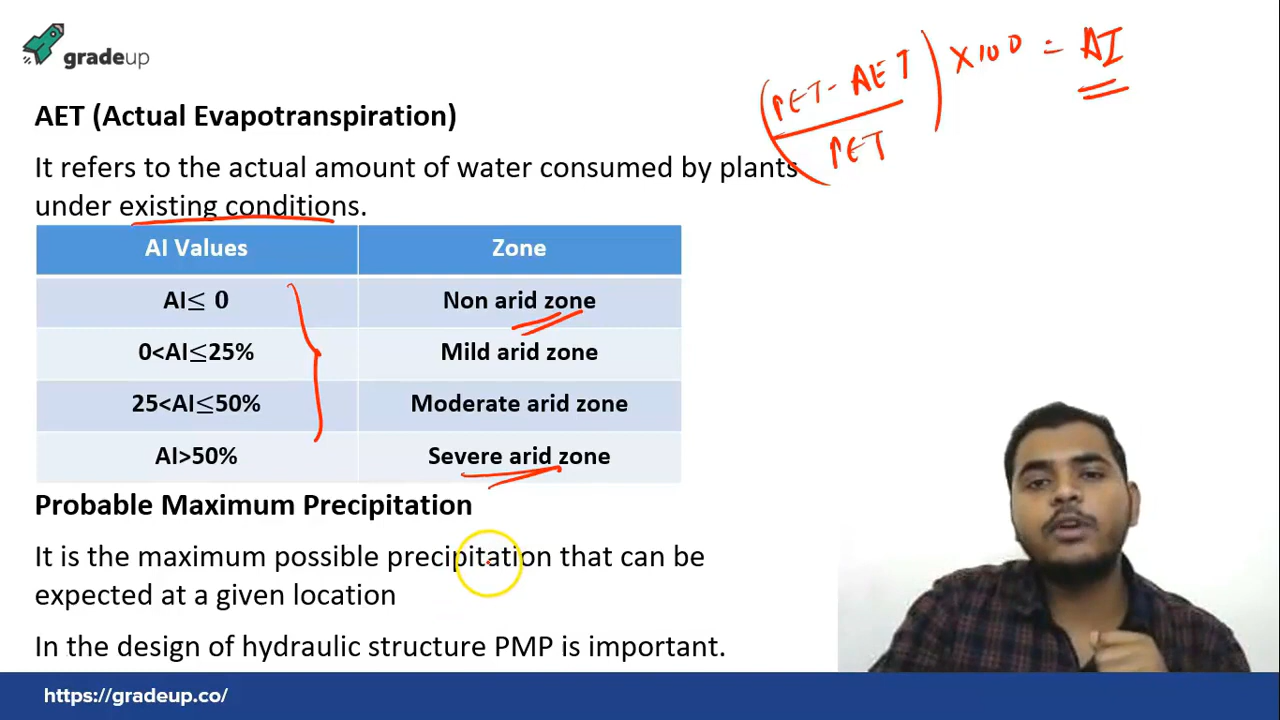 gradeup
(PET - AET / PET) × 100 = AI
AET (Actual Evapotranspiration)
It refers to the actual amount of water consumed by plants
under existing conditions.
AI Values Zone
AI≤ 0 Non arid zone
0<AI≤25% Mild arid zone
25<AI≤50% Moderate arid zone
AI>50% Severe arid zone
Probable Maximum Precipitation
It is the maximum possible precipitation that can be
expected at a given location
In the design of hydraulic structure PMP is important.
https://gradeup.co/